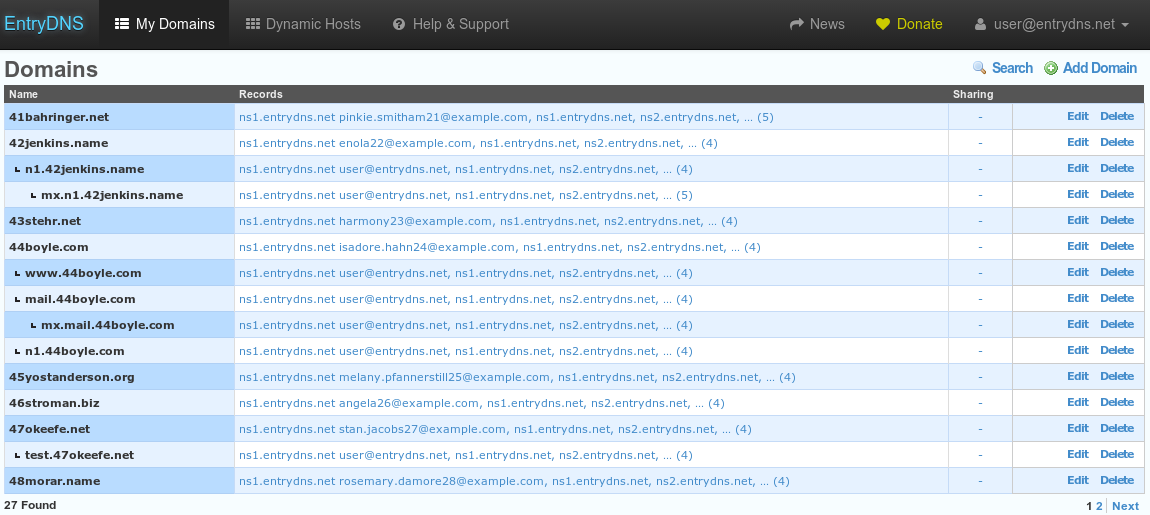 EntryDNS My Domains Dynamic Hosts Help & Support News Donate user@entrydns.net
Domains Search Add Domain
Name Records Sharing
41bahringer.net ns1.entrydns.net pinkie.smitham21@example.com, ns1.entrydns.net, ns2.entrydns.net, ... (5) - Edit Delete
42jenkins.name ns1.entrydns.net enola22@example.com, ns1.entrydns.net, ns2.entrydns.net, ... (4) - Edit Delete
n1.42jenkins.name ns1.entrydns.net user@entrydns.net, ns1.entrydns.net, ns2.entrydns.net, ... (4) - Edit Delete
mx.n1.42jenkins.name ns1.entrydns.net user@entrydns.net, ns1.entrydns.net, ns2.entrydns.net, ... (5) - Edit Delete
43stehr.net ns1.entrydns.net harmony23@example.com, ns1.entrydns.net, ns2.entrydns.net, ... (4) - Edit Delete
44boyle.com ns1.entrydns.net isadore.hahn24@example.com, ns1.entrydns.net, ns2.entrydns.net, ... (4) - Edit Delete
www.44boyle.com ns1.entrydns.net user@entrydns.net, ns1.entrydns.net, ns2.entrydns.net, ... (4) - Edit Delete
mail.44boyle.com ns1.entrydns.net user@entrydns.net, ns1.entrydns.net, ns2.entrydns.net, ... (4) - Edit Delete
mx.mail.44boyle.com ns1.entrydns.net user@entrydns.net, ns1.entrydns.net, ns2.entrydns.net, ... (4) - Edit Delete
n1.44boyle.com ns1.entrydns.net user@entrydns.net, ns1.entrydns.net, ns2.entrydns.net, ... (4) - Edit Delete
45yostanderson.org ns1.entrydns.net melany.pfannerstill25@example.com, ns1.entrydns.net, ns2.entrydns.net, ... (4) - Edit Delete
46stroman.biz ns1.entrydns.net angela26@example.com, ns1.entrydns.net, ns2.entrydns.net, ... (4) - Edit Delete
47okeefe.net ns1.entrydns.net stan.jacobs27@example.com, ns1.entrydns.net, ns2.entrydns.net, ... (4) - Edit Delete
test.47okeefe.net ns1.entrydns.net user@entrydns.net, ns1.entrydns.net, ns2.entrydns.net, ... (4) - Edit Delete
48morar.name ns1.entrydns.net rosemary.damore28@example.com, ns1.entrydns.net, ns2.entrydns.net, ... (4) - Edit Delete
27 Found 1 2 Next